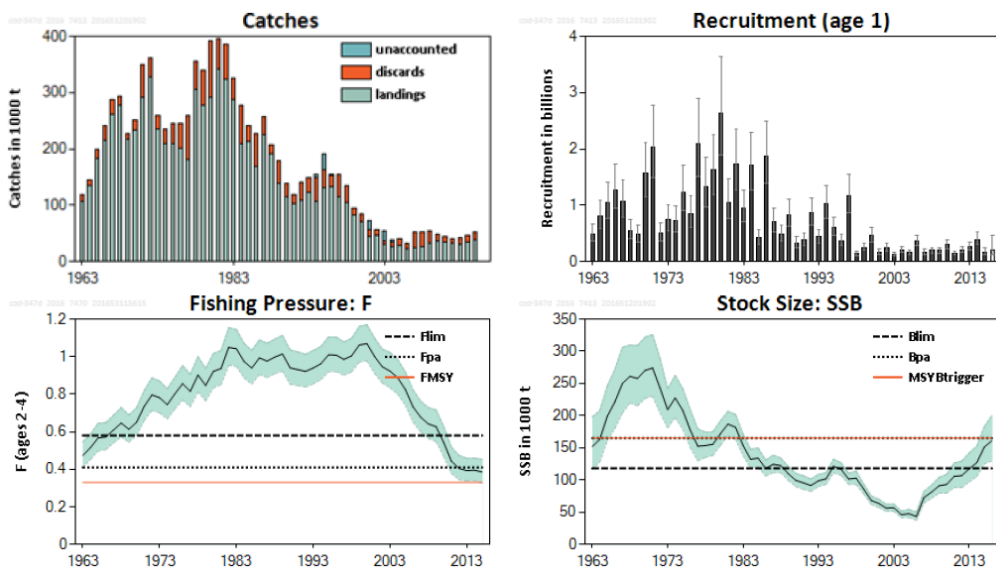 Catches
400
300
200
100
0
Catches in 1000 t
unaccounted
discards
landings
1963
1983
2003
Recruitment (age 1)
4
3
2
1
0
Recruitment in billions
1963
1973
1983
1993
2003
2013
Fishing Pressure: F
1.2
1
0.8
0.6
0.4
0.2
0
F (ages 2-4)
Flim
Fpa
FMSY
1963
1973
1983
1993
2003
2013
Stock Size: SSB
350
300
250
200
150
100
50
0
SSB in 1000 t
Blim
Bpa
MSYBtrigger
1963
1973
1983
1993
2003
2013